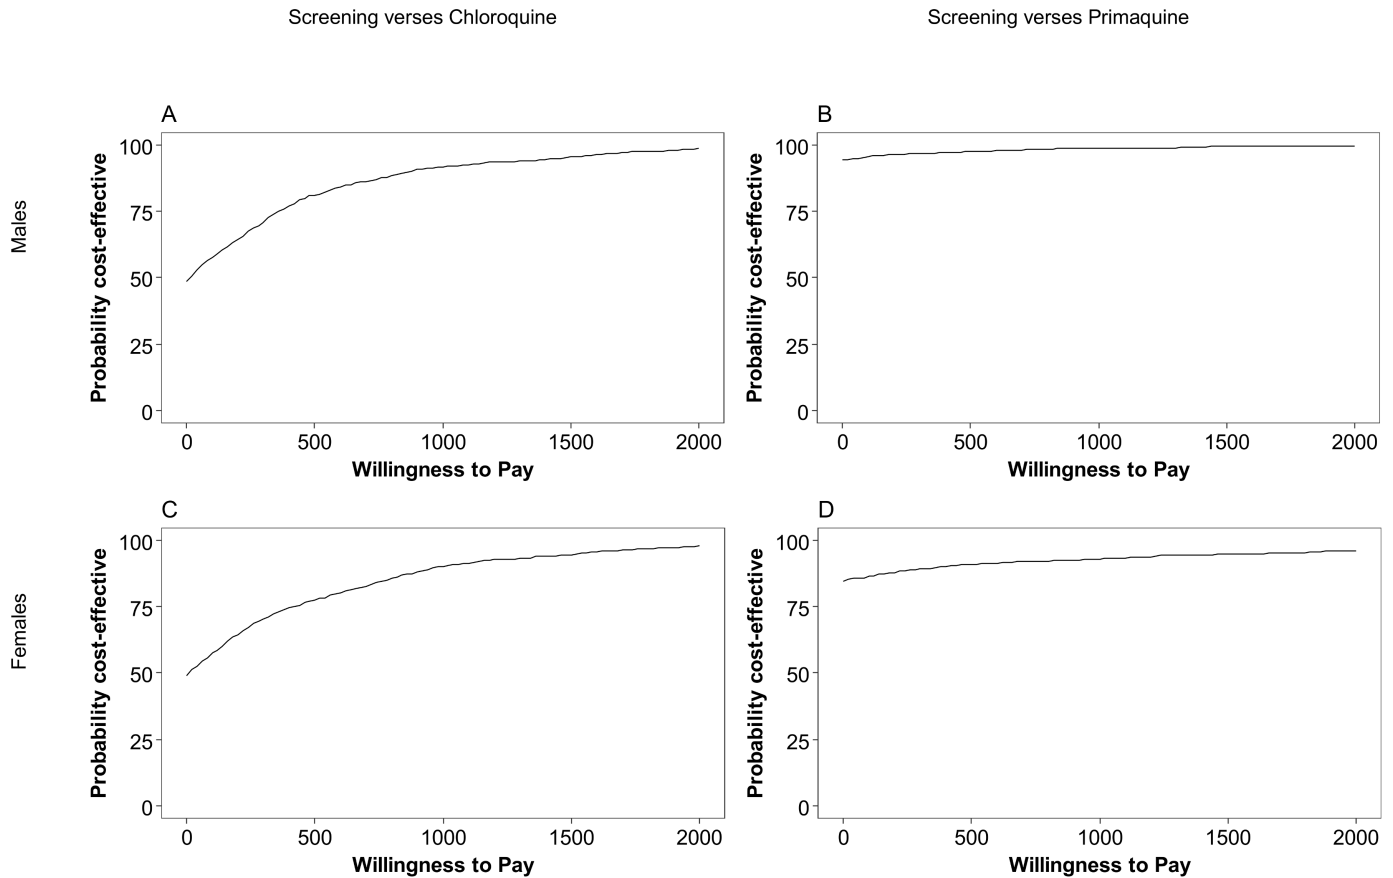 Screening verses Chloroquine
Screening verses Primaquine
Males
A
Probability cost-effective
100
75
50
25
0
0 500 1000 1500 2000
Willingness to Pay
B
Probability cost-effective
100
75
50
25
0
0 500 1000 1500 2000
Willingness to Pay
Females
C
Probability cost-effective
100
75
50
25
0
0 500 1000 1500 2000
Willingness to Pay
D
Probability cost-effective
100
75
50
25
0
0 500 1000 1500 2000
Willingness to Pay